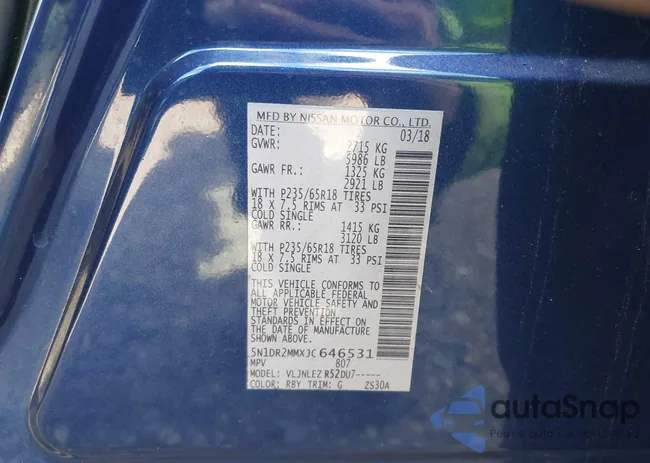 MFD BY NISSAN MOTOR CO., LTD.
DATE: 03/18
GVWR: 2715 KG
5986 LB
GAWR FR.: 1325 KG
2921 LB
WITH P235/65R18 TIRES
18 X 7.5 RIMS AT 33 PSI
COLD SINGLE
GAWR RR.: 1415 KG
3120 LB
WITH P235/65R18 TIRES
18 X 7.5 RIMS AT 33 PSI
COLD SINGLE
THIS VEHICLE CONFORMS TO
ALL APPLICABLE FEDERAL
MOTOR VEHICLE SAFETY AND
THEFT PREVENTION
STANDARDS IN EFFECT ON
THE DATE OF MANUFACTURE
SHOWN ABOVE.
5N1DR2MMXJC646531
MPV 807
MODEL: VLJNLEZ R52DU7-----
COLOR: RBY TRIM: G ZS30A
autoSnap